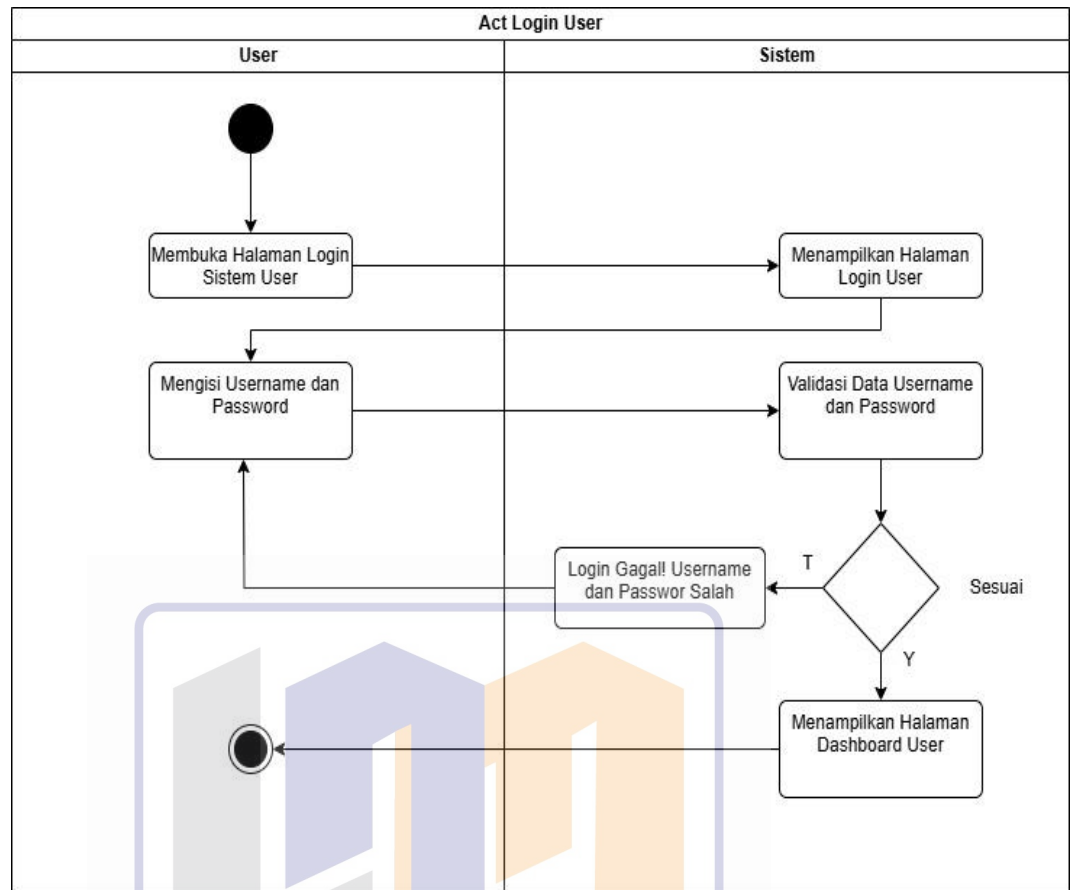 Act Login User
User
Sistem
Membuka Halaman Login
Sistem User
Menampilkan Halaman
Login User
Mengisi Username dan
Password
Validasi Data Username
dan Password
Login Gagal! Username
dan Passwor Salah
T
Sesuai
Y
Menampilkan Halaman
Dashboard User